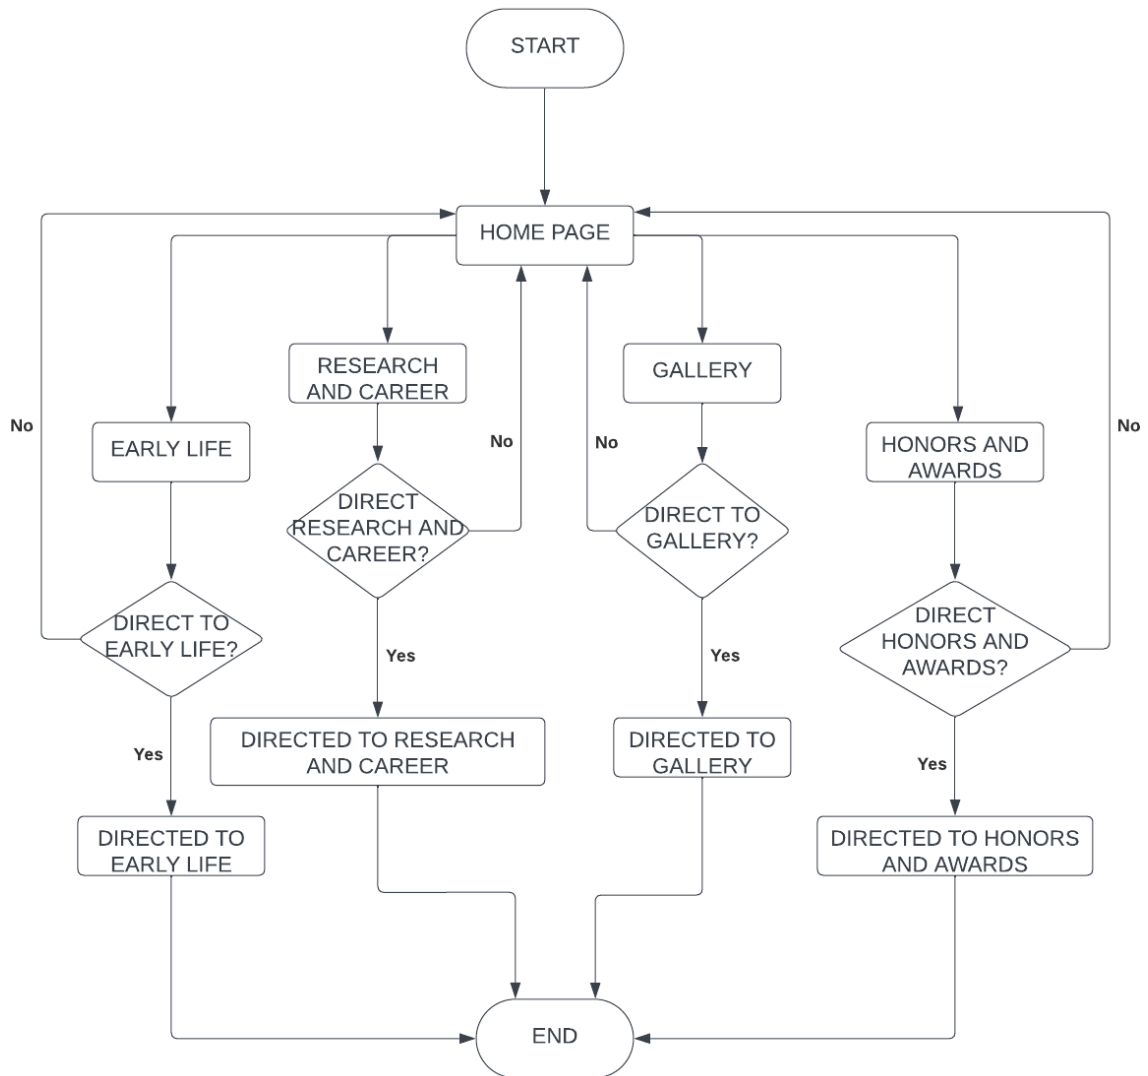 START
HOME PAGE
RESEARCH
AND CAREER
GALLERY
No
EARLY LIFE
No
No
HONORS AND
AWARDS
No
DIRECT
RESEARCH AND
CAREER?
DIRECT TO
GALLERY?
DIRECT TO
EARLY LIFE?
DIRECT
HONORS AND
AWARDS?
Yes
Yes
Yes
DIRECTED TO RESEARCH
AND CAREER
DIRECTED TO
GALLERY
Yes
DIRECTED TO
EARLY LIFE
DIRECTED TO HONORS
AND AWARDS
END